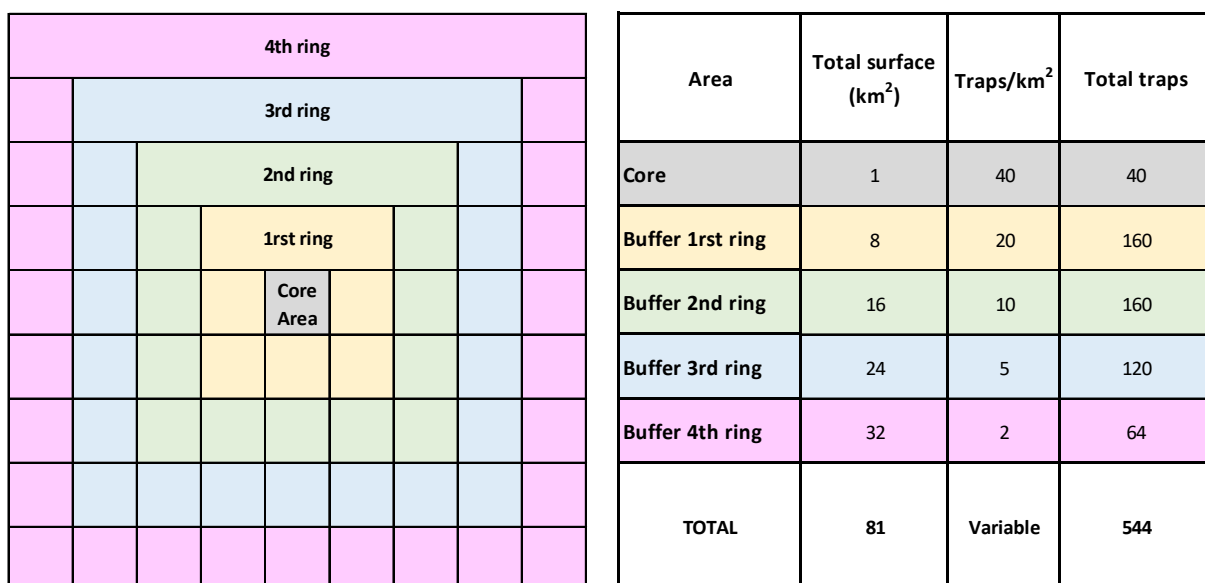 4th ring
3rd ring
2nd ring
1rst ring
Core
Area
Area Total surface (km²) Traps/km² Total traps
Core 1 40 40
Buffer 1rst ring 8 20 160
Buffer 2nd ring 16 10 160
Buffer 3rd ring 24 5 120
Buffer 4th ring 32 2 64
TOTAL 81 Variable 544